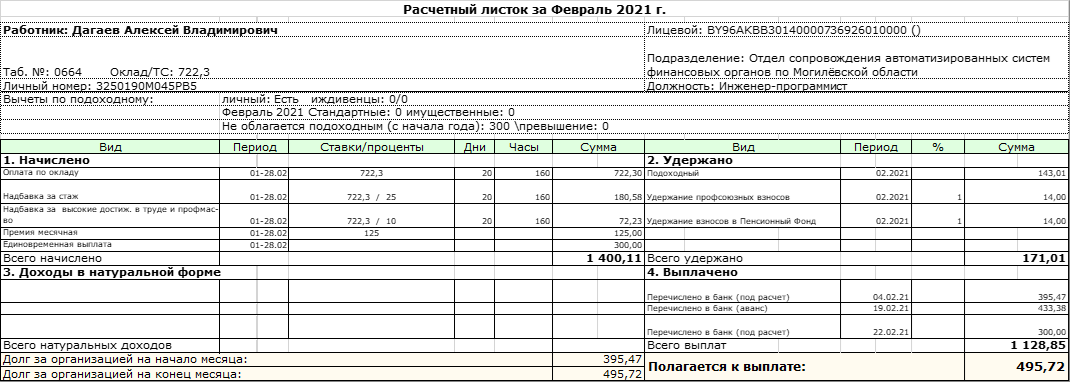 Расчетный листок за Февраль 2021 г.
Работник: Дагаев Алексей Владимирович
Лицевой: BY96AKBB30140000736926010000 ()
Таб. №: 0664 Оклад/ТС: 722,3
Подразделение: Отдел сопровождения автоматизированных систем
финансовых органов по Могилёвской области
Личный номер: 3250190M045PB5
Должность: Инженер-программист
Вычеты по подоходному: личный: Есть иждивенцы: 0/0
Февраль 2021 Стандартные: 0 имущественные: 0
Не облагается подоходным (с начала года): 300 \превышение: 0
Вид Период Ставки/проценты Дни Часы Сумма Вид Период % Сумма
1. Начислено 2. Удержано
Оплата по окладу 01-28.02 722,3 20 160 722,30 Подоходный 02.2021 143,01
Надбавка за стаж 01-28.02 722,3 / 25 20 160 180,58 Удержание профсоюзных взносов 02.2021 1 14,00
Надбавка за высокие достиж. в труде и профмас-
во 01-28.02 722,3 / 10 20 160 72,23 Удержание взносов в Пенсионный Фонд 02.2021 1 14,00
Премия месячная 01-28.02 125 125,00
Единовременная выплата 01-28.02 300,00
Всего начислено 1 400,11 Всего удержано 171,01
3. Доходы в натуральной форме 4. Выплачено
Перечислено в банк (под расчет) 04.02.21 395,47
Перечислено в банк (аванс) 19.02.21 433,38
Перечислено в банк (под расчет) 22.02.21 300,00
Всего натуральных доходов Всего выплат 1 128,85
Долг за организацией на начало месяца: 395,47
Полагается к выплате: 495,72
Долг за организацией на конец месяца: 495,72